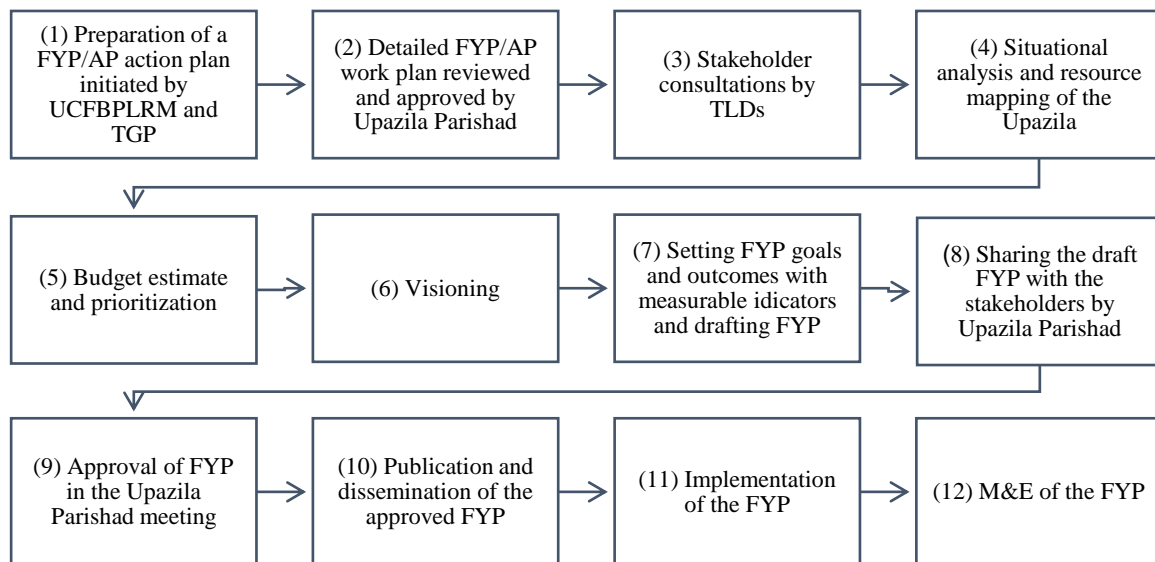 (1) Preparation of a
FYP/AP action plan
initiated by
UCFBPLRM and
TGP
(2) Detailed FYP/AP
work plan reviewed
and approved by
Upazila Parishad
(3) Stakeholder
consultations by
TLDs
(4) Situational
analysis and resource
mapping of the
Upazila
(5) Budget estimate
and prioritization
(6) Visioning
(7) Setting FYP goals
and outcomes with
measurable idicators
and drafting FYP
(8) Sharing the draft
FYP with the
stakeholders by
Upazila Parishad
(9) Approval of FYP
in the Upazila
Parishad meeting
(10) Publication and
dissemination of the
approved FYP
(11) Implementation
of the FYP
(12) M&E of the FYP